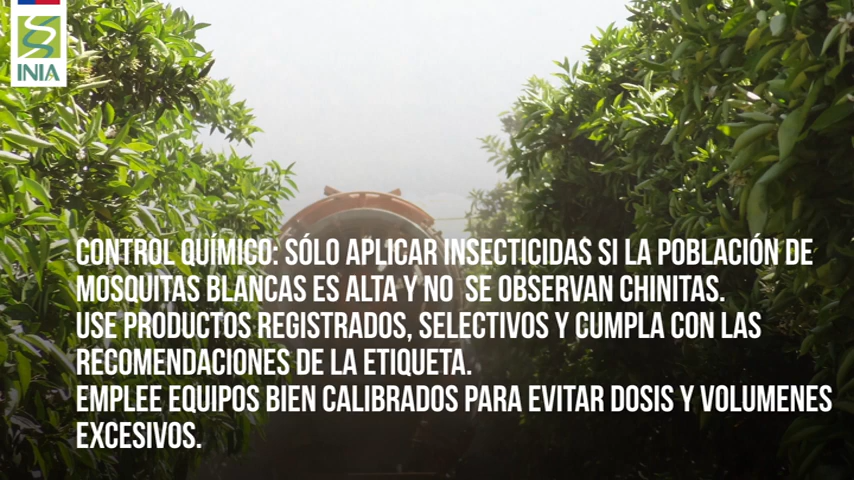 INIA
CONTROL QUÍMICO: SÓLO APLICAR INSECTICIDAS SI LA POBLACIÓN DE
MOSQUITAS BLANCAS ES ALTA Y NO  SE OBSERVAN CHINITAS.
USE PRODUCTOS REGISTRADOS, SELECTIVOS Y CUMPLA CON LAS
RECOMENDACIONES DE LA ETIQUETA.
EMPLEE EQUIPOS BIEN CALIBRADOS PARA EVITAR DOSIS Y VOLUMENES
EXCESIVOS.